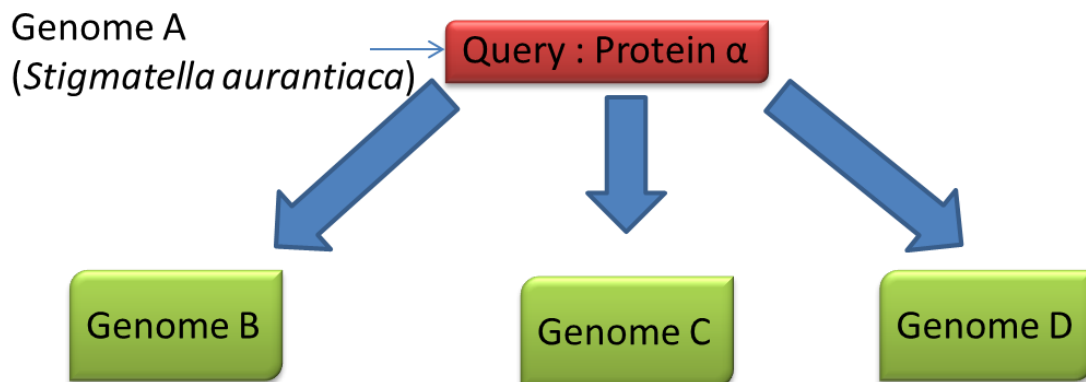 Genome A
(Stigmatella aurantiaca)
Query : Protein α
Genome B
Genome C
Genome D